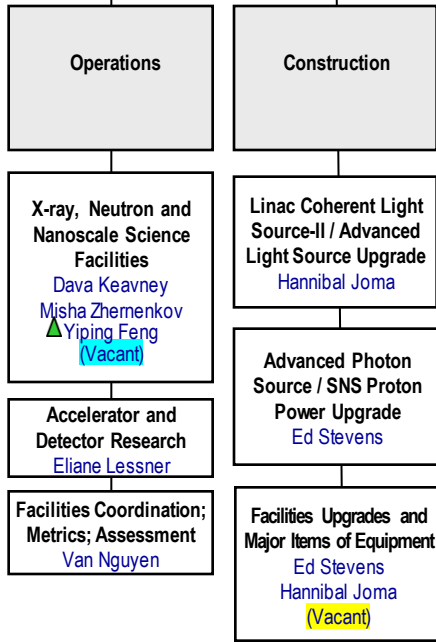 Operations
X-ray, Neutron and
Nanoscale Science
Facilities
Dava Keavney
Misha Zhernenkov
Yiping Feng
(Vacant)
Accelerator and
Detector Research
Eliane Lessner
Facilities Coordination;
Metrics; Assessment
Van Nguyen
Construction
Linac Coherent Light
Source-II / Advanced
Light Source Upgrade
Hannibal Joma
Advanced Photon
Source / SNS Proton
Power Upgrade
Ed Stevens
Facilities Upgrades and
Major Items of Equipment
Ed Stevens
Hannibal Joma
(Vacant)